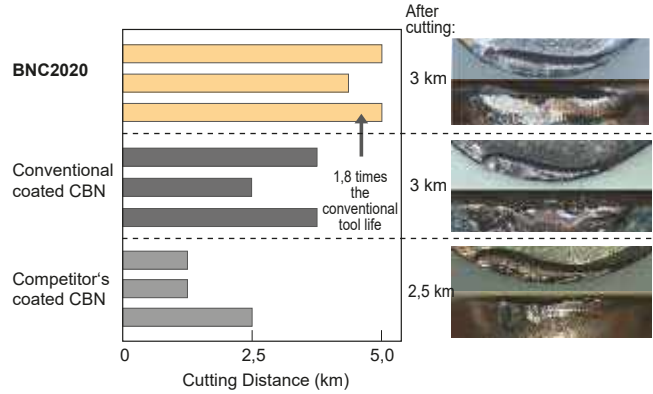 After
cutting:
BNC2020
3 km
1,8 times
the
conventional
tool life
Conventional
coated CBN
3 km
Competitor's
coated CBN
2,5 km
0
2,5
5,0
Cutting Distance (km)